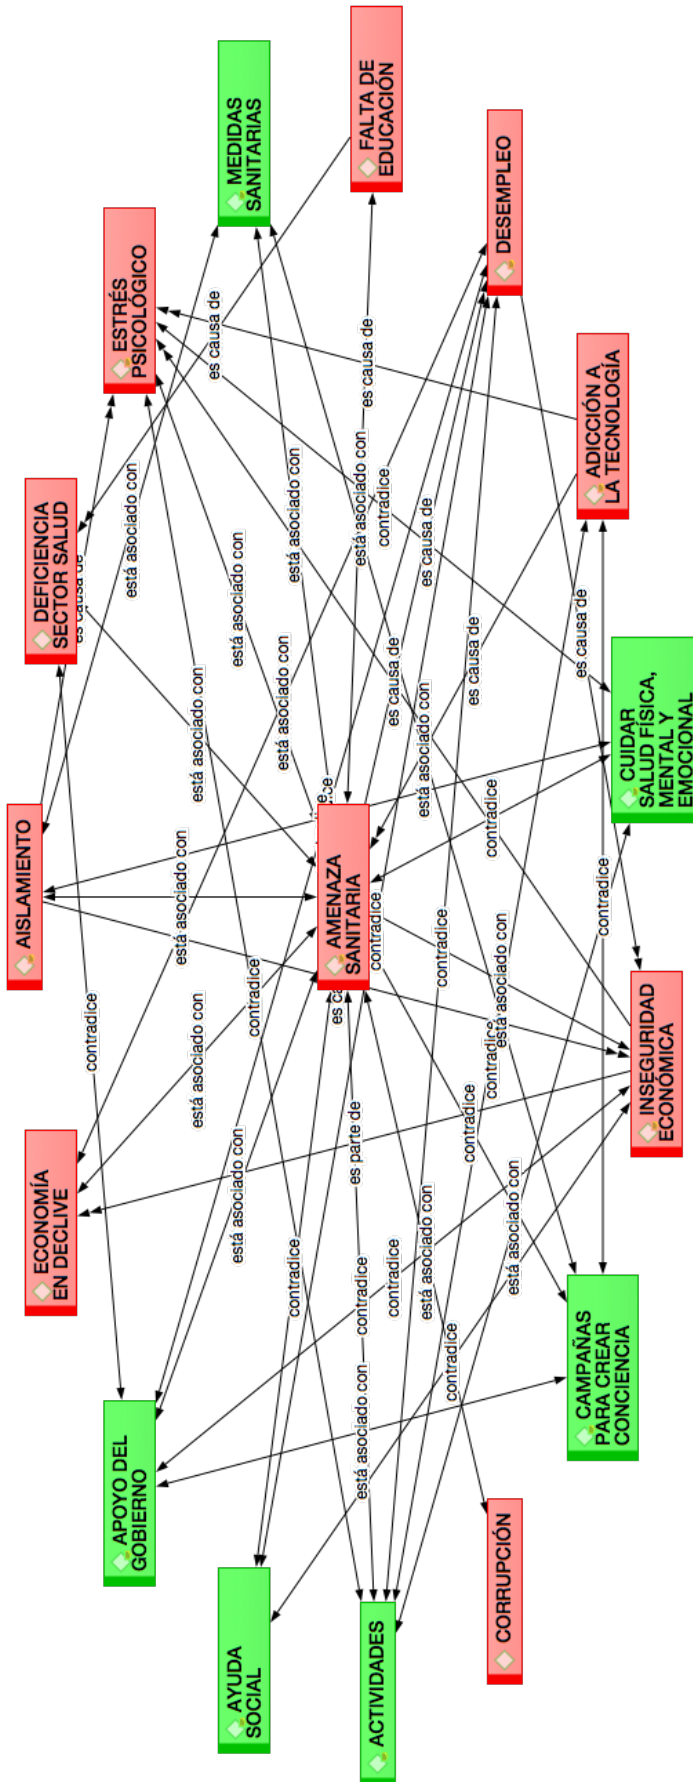 AISLAMIENTO
DEFICIENCIA
SECTOR SALUD
ESTRÉS
PSICOLÓGICO
MEDIDAS
SANITARIAS
FALTA DE
EDUCACIÓN
DESEMPLEO
ADICCIÓN A
LA TECNOLOGÍA
CUIDAR
SALUD FÍSICA,
MENTAL Y
EMOCIONAL
INSEGURIDAD
ECONÓMICA
CAMPAÑAS
PARA CREAR
CONCIENCIA
CORRUPCIÓN
ACTIVIDADES
AYUDA
SOCIAL
APOYO DEL
GOBIERNO
ECONOMÍA
EN DECLIVE
AMENAZA
SANITARIA
es causa de
está asociado con
es causa de
está asociado con
está asociado con
está asociado con
está asociado con
está asociado con
está asociado con
está asociado con
está asociado con
contradice
contradice
contradice
es causa de
está asociado con
contradice
es causa de
es causa de
es causa de
es causa de
está asociado con
contradice
contradice
contradice
contradice
está asociado con
contradice
contradice
es parte de
contradice
contradice
está asociado con
está asociado con
contradice
está asociado con